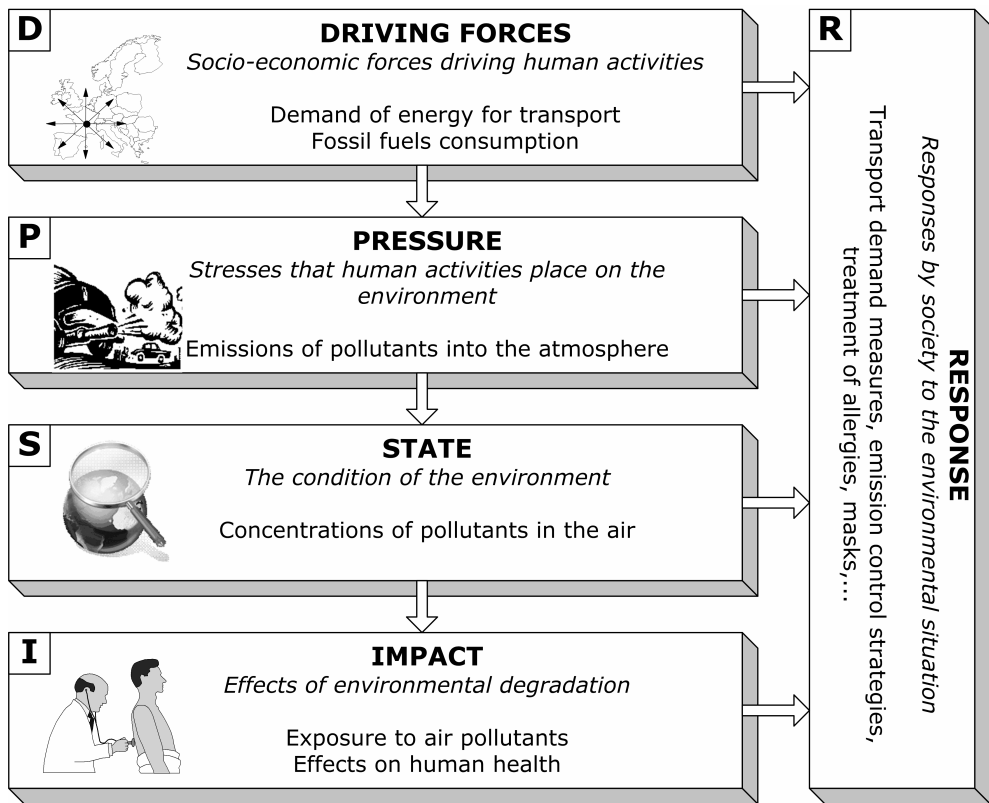 D
DRIVING FORCES
Socio-economic forces driving human activities
Demand of energy for transport
Fossil fuels consumption
P
PRESSURE
Stresses that human activities place on the
environment
Emissions of pollutants into the atmosphere
S
STATE
The condition of the environment
Concentrations of pollutants in the air
I
IMPACT
Effects of environmental degradation
Exposure to air pollutants
Effects on human health
R
RESPONSE
Responses by society to the environmental situation
Transport demand measures, emission control strategies,
treatment of allergies, masks,...